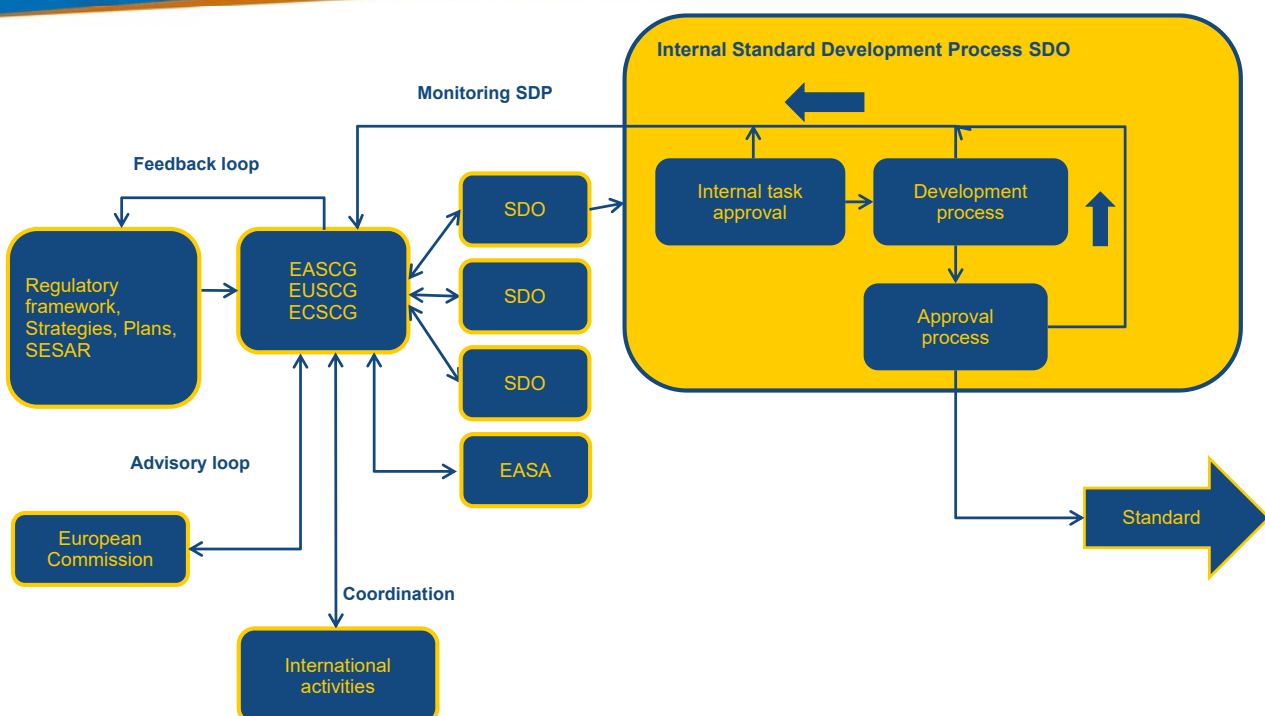 Internal Standard Development Process SDO
Monitoring SDP
Feedback loop
Internal task
approval
Development
process
SDO
Regulatory
framework,
Strategies, Plans,
SESAR
EASCG
EUSCG
ECSCG
SDO
Approval
process
SDO
Advisory loop
EASA
Standard
European
Commission
Coordination
International
activities